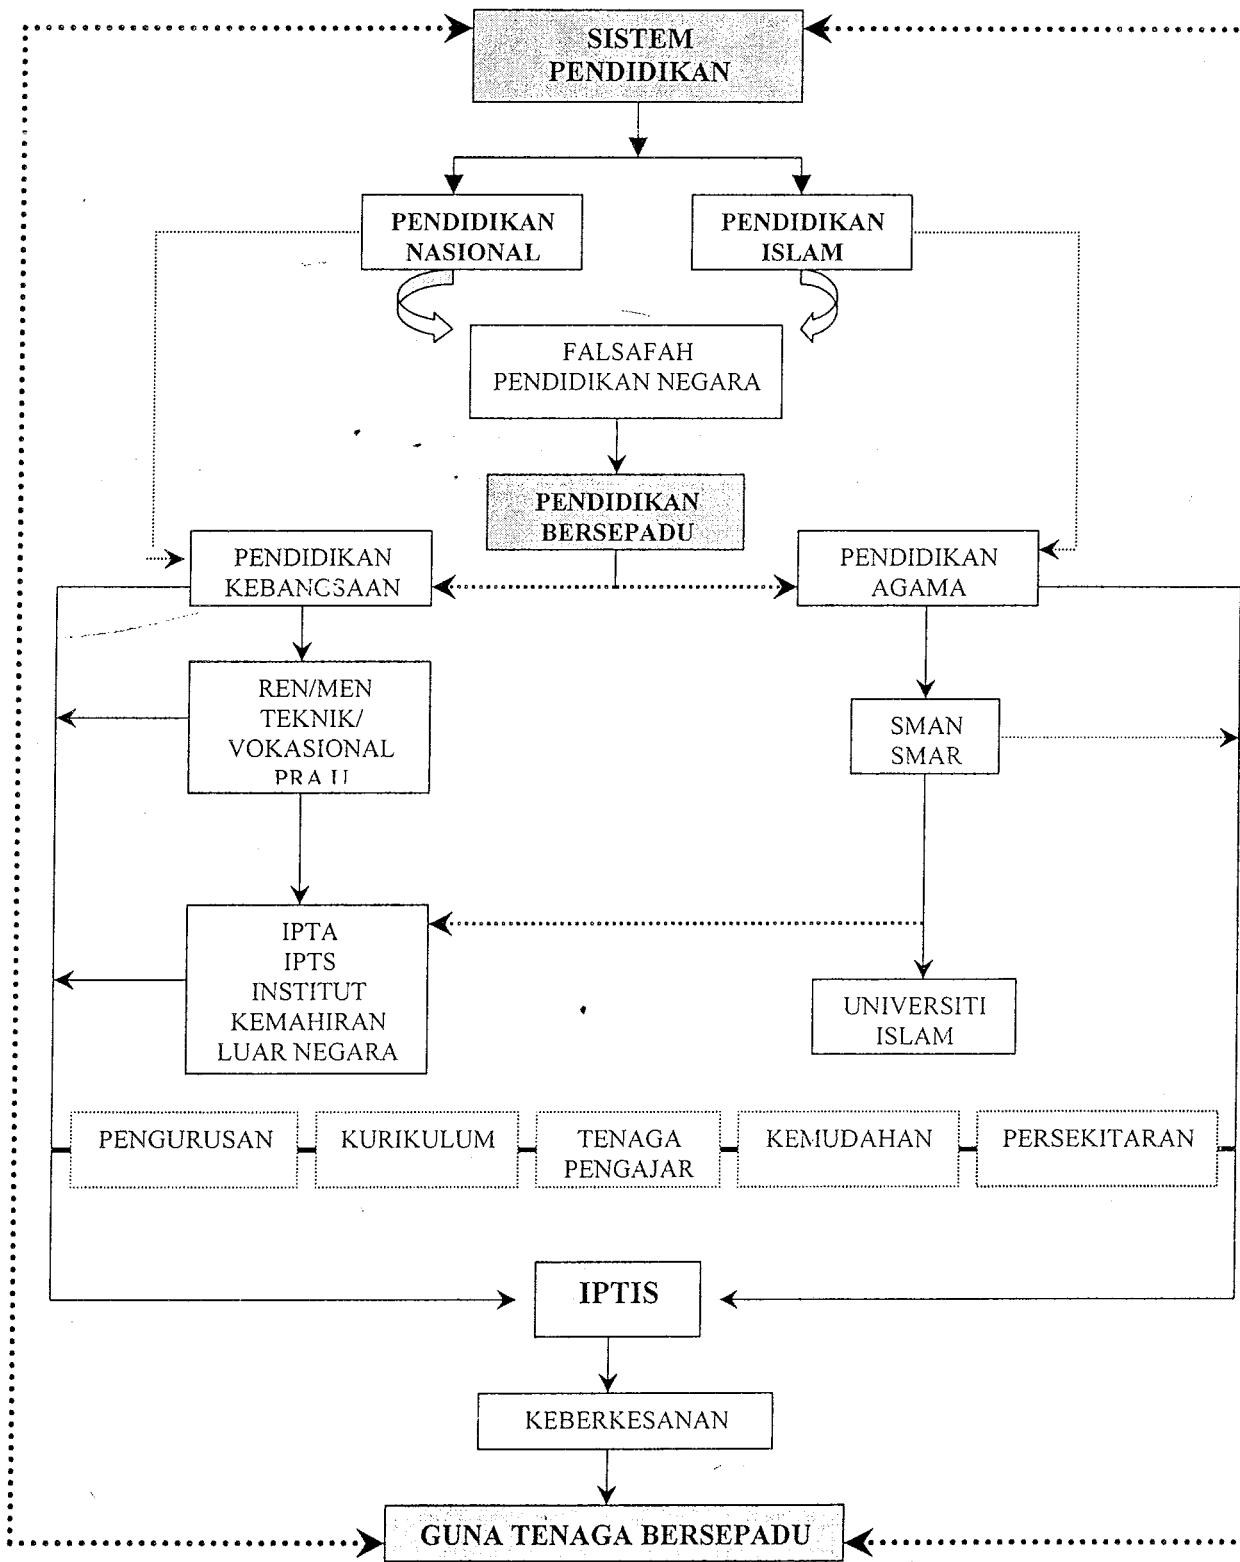 SISTEM
PENDIDIKAN
PENDIDIKAN
NASIONAL
PENDIDIKAN
ISLAM
FALSAFAH
PENDIDIKAN NEGARA
PENDIDIKAN
BERSEPADU
PENDIDIKAN
KEBANGSAAN
PENDIDIKAN
AGAMA
REN/MEN
TEKNIK/
VOKASIONAL
PRA U
SMAN
SMAR
IPTA
IPTS
INSTITUT
KEMAHIRAN
LUAR NEGARA
UNIVERSITI
ISLAM
PENGURUSAN
KURIKULUM
TENAGA
PENGAJAR
KEMUDAHAN
PERSEKITARAN
IPTIS
KEBERKESANAN
GUNA TENAGA BERSEPADU